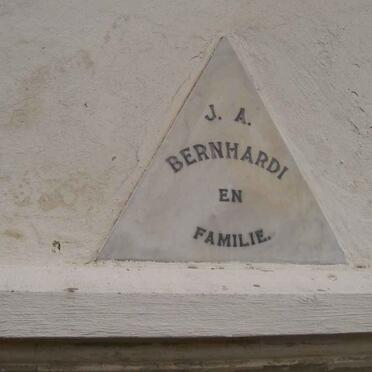 J. A.
BERNHARDI
EN
FAMILIE.